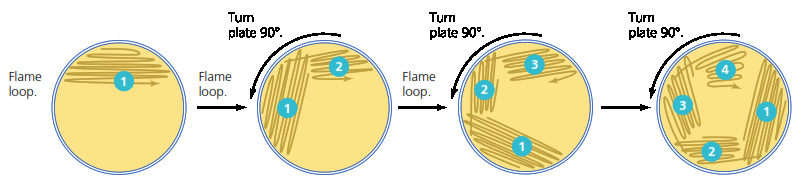 Flame
loop.
1
Flame
loop.
Turn
plate 90°.
1
2
Flame
loop.
Turn
plate 90°.
1
2
3
Turn
plate 90°.
1
2
3
4